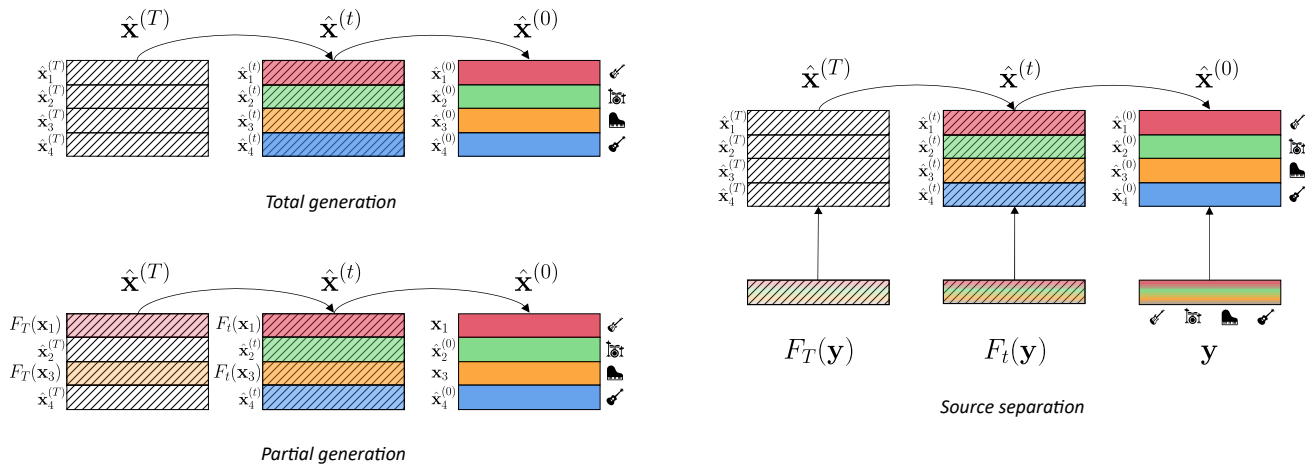 x̂^(T) x̂^(t) x̂^(0)
x̂₁^(T) x̂₁^(t) x̂₁^(0)
x̂₂^(T) x̂₂^(t) x̂₂^(0)
x̂₃^(T) x̂₃^(t) x̂₃^(0)
x̂₄^(T) x̂₄^(t) x̂₄^(0)
Total generation
x̂^(T) x̂^(t) x̂^(0)
F_T(x₁) F_t(x₁) x₁
x̂₂^(T) x̂₂^(t) x̂₂^(0)
F_T(x₃) F_t(x₃) x₃
x̂₄^(T) x̂₄^(t) x̂₄^(0)
Partial generation
x̂^(T) x̂^(t) x̂^(0)
x̂₁^(T) x̂₁^(t) x̂₁^(0)
x̂₂^(T) x̂₂^(t) x̂₂^(0)
x̂₃^(T) x̂₃^(t) x̂₃^(0)
x̂₄^(T) x̂₄^(t) x̂₄^(0)
F_T(y) F_t(y) y
Source separation